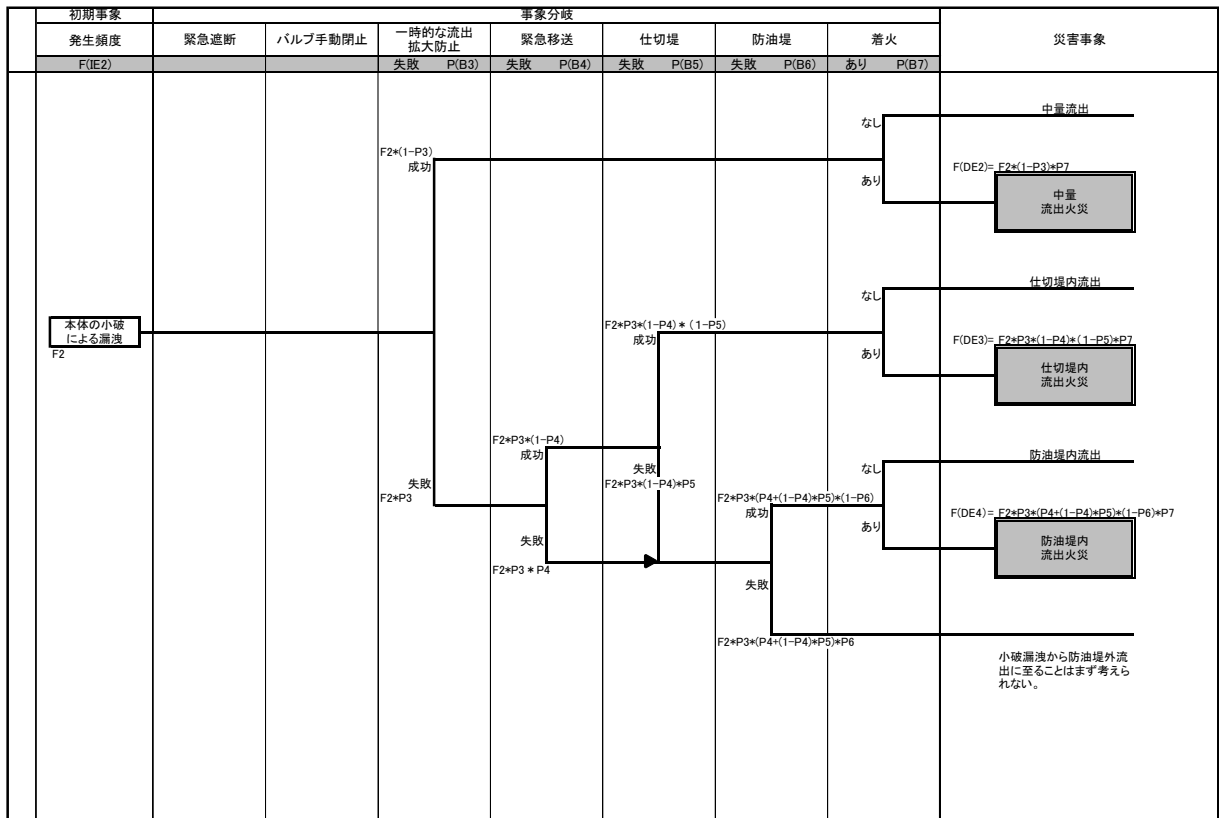 初期事象
事象分岐
発生頻度
緊急遮断
バルブ手動閉止
一時的な流出
拡大防止
緊急移送
仕切堤
防油堤
着火
災害事象
F(IE2)
失敗 P(B3)
失敗 P(B4)
失敗 P(B5)
失敗 P(B6)
あり P(B7)
中量流出
なし
F2*(1-P3)
成功
F(DE2)= F2*(1-P3)*P7
あり
中量
流出火災
仕切堤内流出
なし
本体の小破
による漏洩
F2
F2*P3*(1-P4)*(1-P5)
成功
F(DE3)= F2*P3*(1-P4)*(1-P5)*P7
あり
仕切堤内
流出火災
F2*P3*(1-P4)
成功
防油堤内流出
失敗
F2*P3*(1-P4)*P5
なし
失敗
F2*P3
F2*P3*(P4+(1-P4)*P5)*(1-P6)
成功
F(DE4)= F2*P3*(P4+(1-P4)*P5)*(1-P6)*P7
あり
失敗
防油堤内
流出火災
F2*P3*P4
失敗
F2*P3*(P4+(1-P4)*P5)*P6
小破漏洩から防油堤外流
出に至ることはまず考えら
れない。